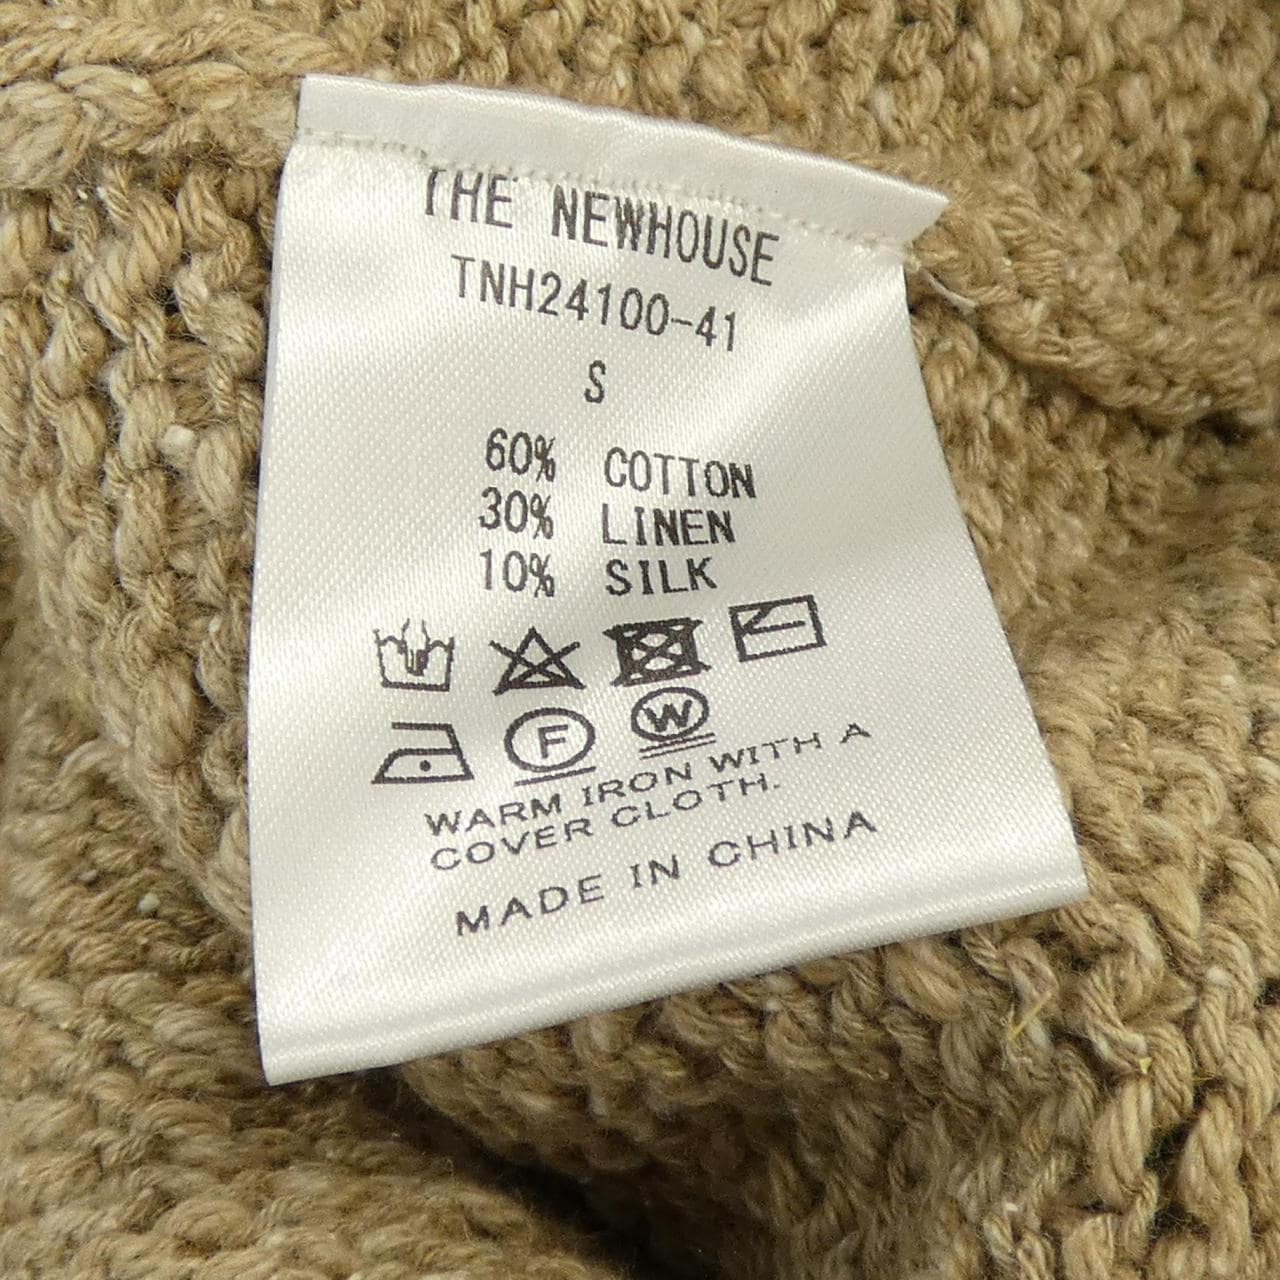 THE NEWHOUSE
TNH24100-41
S
60% COTTON
30% LINEN
10% SILK
F W
WARM IRON WITH A
COVER CLOTH.
MADE IN CHINA